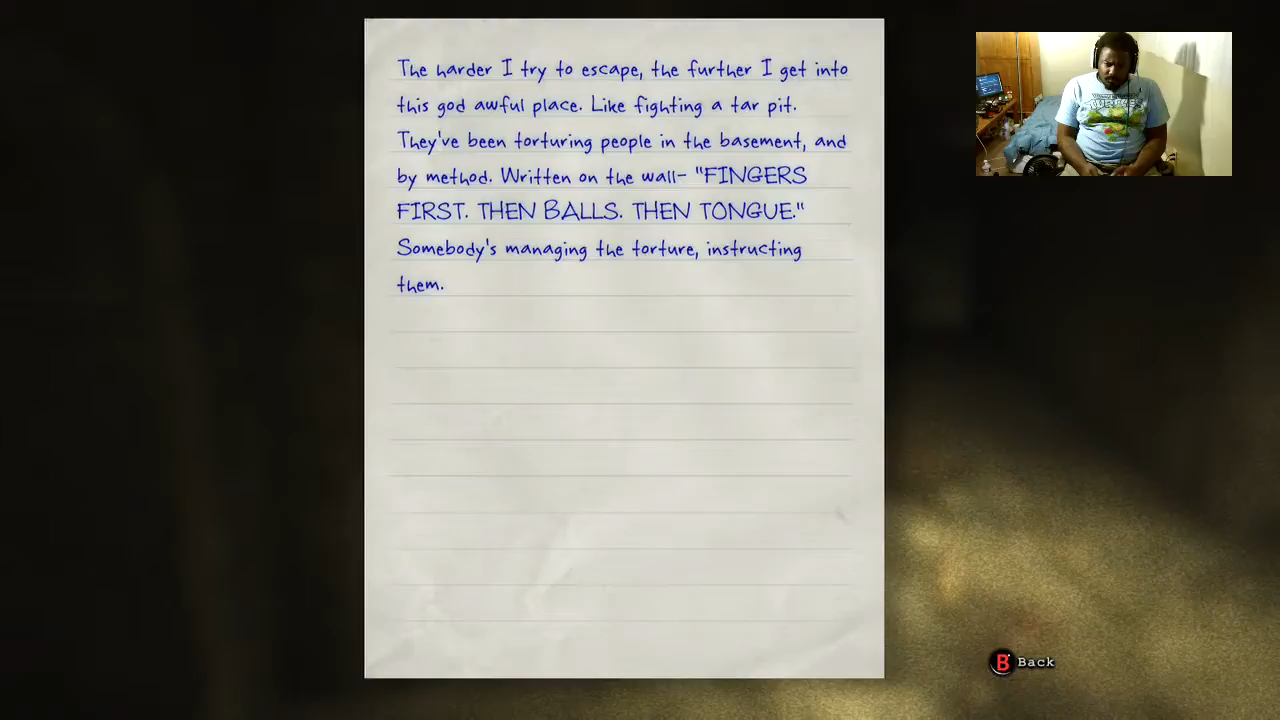 The harder I try to escape, the further I get into
this god awful place. Like fighting a tar pit.
They've been torturing people in the basement, and
by method. Written on the wall- "FINGERS
FIRST. THEN BALLS. THEN TONGUE."
Somebody's managing the torture, instructing
them.
TURTLES
B Back